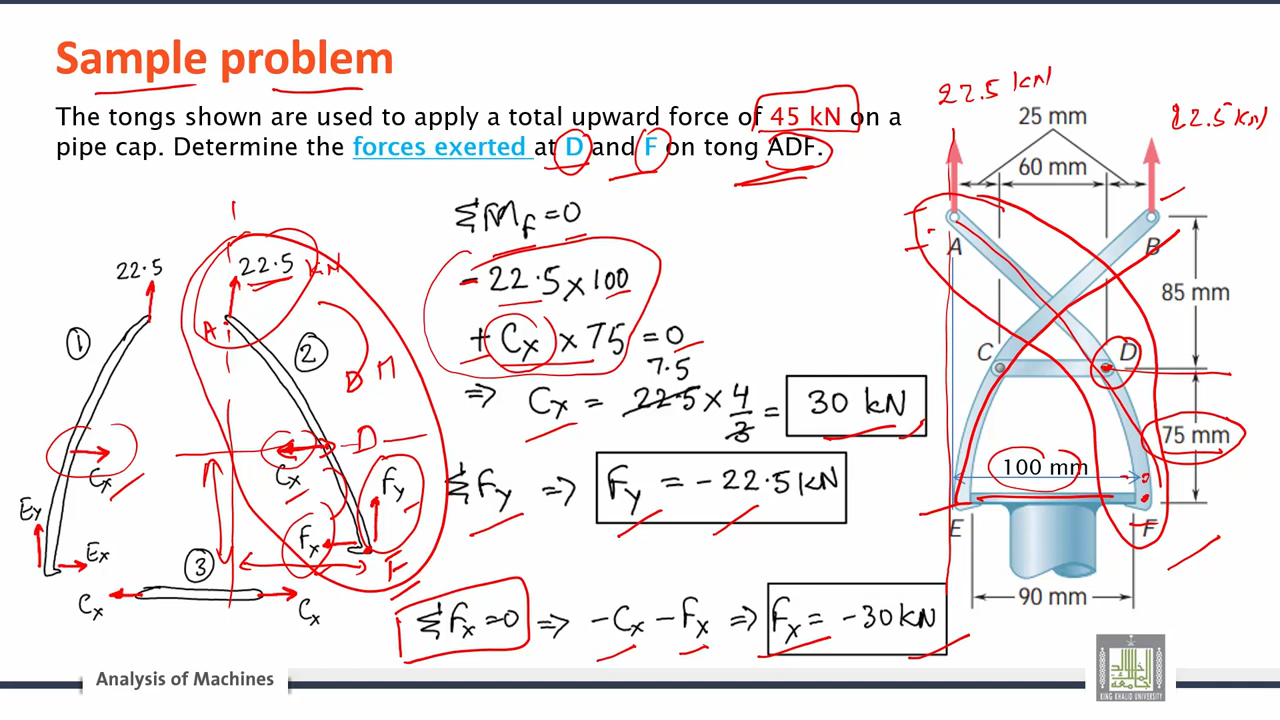 Sample problem
The tongs shown are used to apply a total upward force of 45 kN on a
pipe cap. Determine the forces exerted at D and F on tong ADF.
22.5
①
Cx
Ey
Ex
22.5 kN
A
②
M
D
Cx
Fy
Fx
F
③
Cx
Cx
ΣM_f = 0
- 22.5 × 100
+ Cx × 75 = 0
7.5
⇒ Cx = 22.5 × 4/3 = 30 kN
ΣFy ⇒ Fy = -22.5 kN
ΣFx = 0 ⇒ -Cx - Fx ⇒ Fx = -30 kN
22.5 kN
22.5 kN
25 mm
60 mm
A
B
85 mm
C
D
75 mm
100 mm
E
F
90 mm
Analysis of Machines
KING KHALID UNIVERSITY